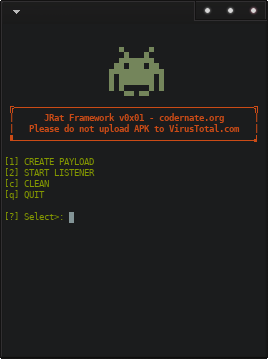 JRat Framework v0x01 - codernate.org
Please do not upload APK to VirusTotal.com
[1] CREATE PAYLOAD
[2] START LISTENER
[c] CLEAN
[q] QUIT
[?] Select>: